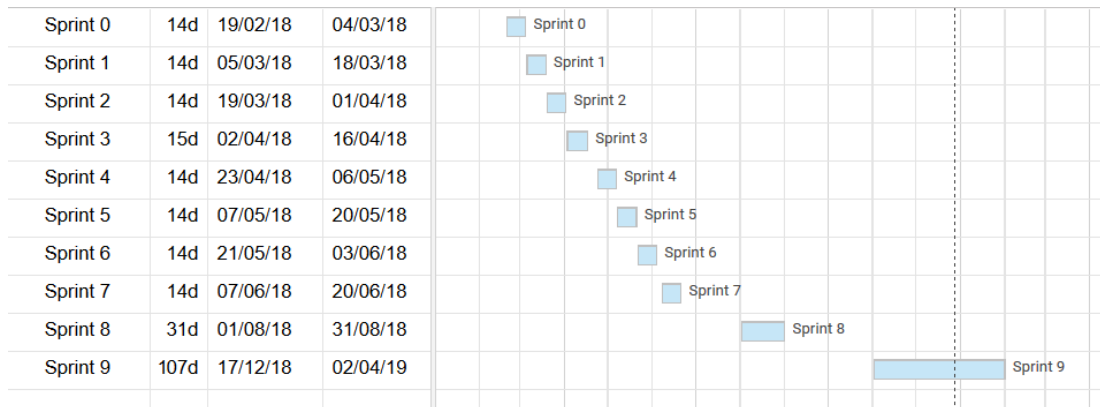 Sprint 0 14d 19/02/18 04/03/18 Sprint 0
Sprint 1 14d 05/03/18 18/03/18 Sprint 1
Sprint 2 14d 19/03/18 01/04/18 Sprint 2
Sprint 3 15d 02/04/18 16/04/18 Sprint 3
Sprint 4 14d 23/04/18 06/05/18 Sprint 4
Sprint 5 14d 07/05/18 20/05/18 Sprint 5
Sprint 6 14d 21/05/18 03/06/18 Sprint 6
Sprint 7 14d 07/06/18 20/06/18 Sprint 7
Sprint 8 31d 01/08/18 31/08/18 Sprint 8
Sprint 9 107d 17/12/18 02/04/19 Sprint 9